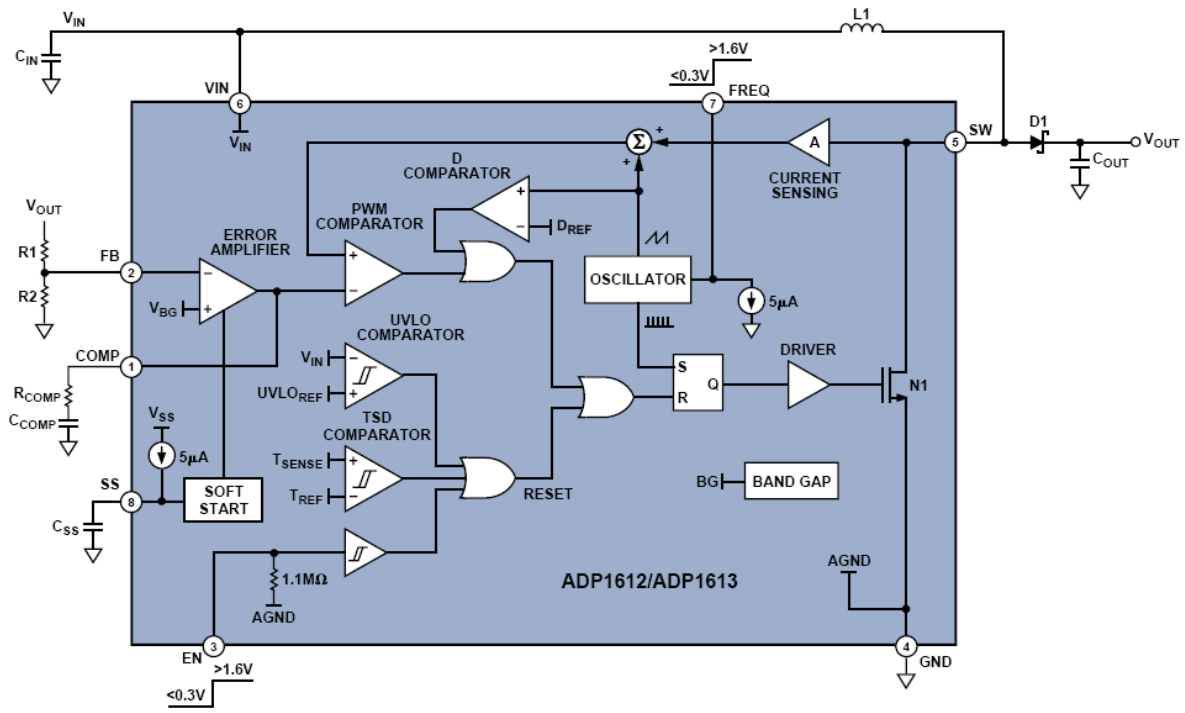 L1
VIN
CIN
>1.6V
<0.3V
VIN
FREQ
6
7
VIN
SW
D1
5
VOUT
COUT
Σ
+
+
A
CURRENT
SENSING
D
COMPARATOR
+
−
DREF
PWM
COMPARATOR
+
−
VOUT
R1
FB
2
R2
ERROR
AMPLIFIER
−
+
VBG
OSCILLATOR
5µA
UVLO
COMPARATOR
VIN
−
UVLOREF
+
COMP
1
RCOMP
CCOMP
S
Q
R
DRIVER
N1
TSD
COMPARATOR
TSENSE
+
TREF
−
VSS
5µA
SS
8
SOFT
START
CSS
RESET
BG
BAND GAP
1.1MΩ
AGND
ADP1612/ADP1613
AGND
3
EN
4
GND
>1.6V
<0.3V